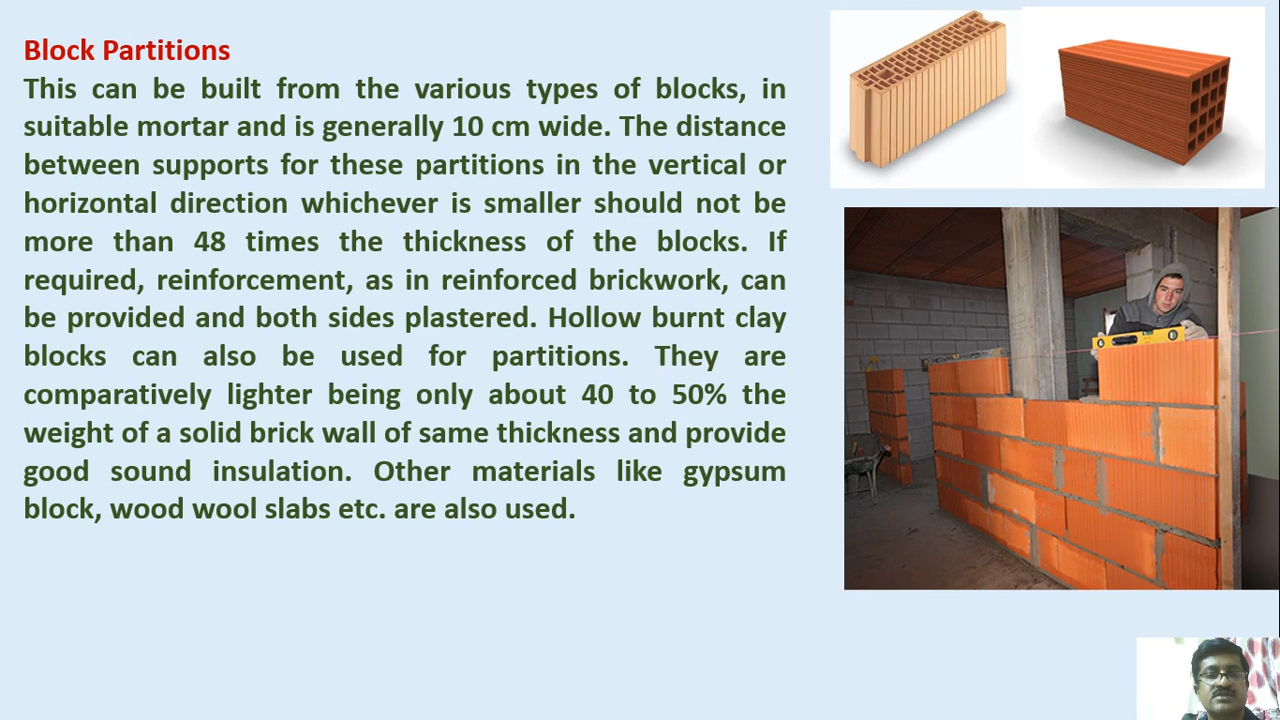 Block Partitions
This can be built from the various types of blocks, in
suitable mortar and is generally 10 cm wide. The distance
between supports for these partitions in the vertical or
horizontal direction whichever is smaller should not be
more than 48 times the thickness of the blocks. If
required, reinforcement, as in reinforced brickwork, can
be provided and both sides plastered. Hollow burnt clay
blocks can also be used for partitions. They are
comparatively lighter being only about 40 to 50% the
weight of a solid brick wall of same thickness and provide
good sound insulation. Other materials like gypsum
block, wood wool slabs etc. are also used.